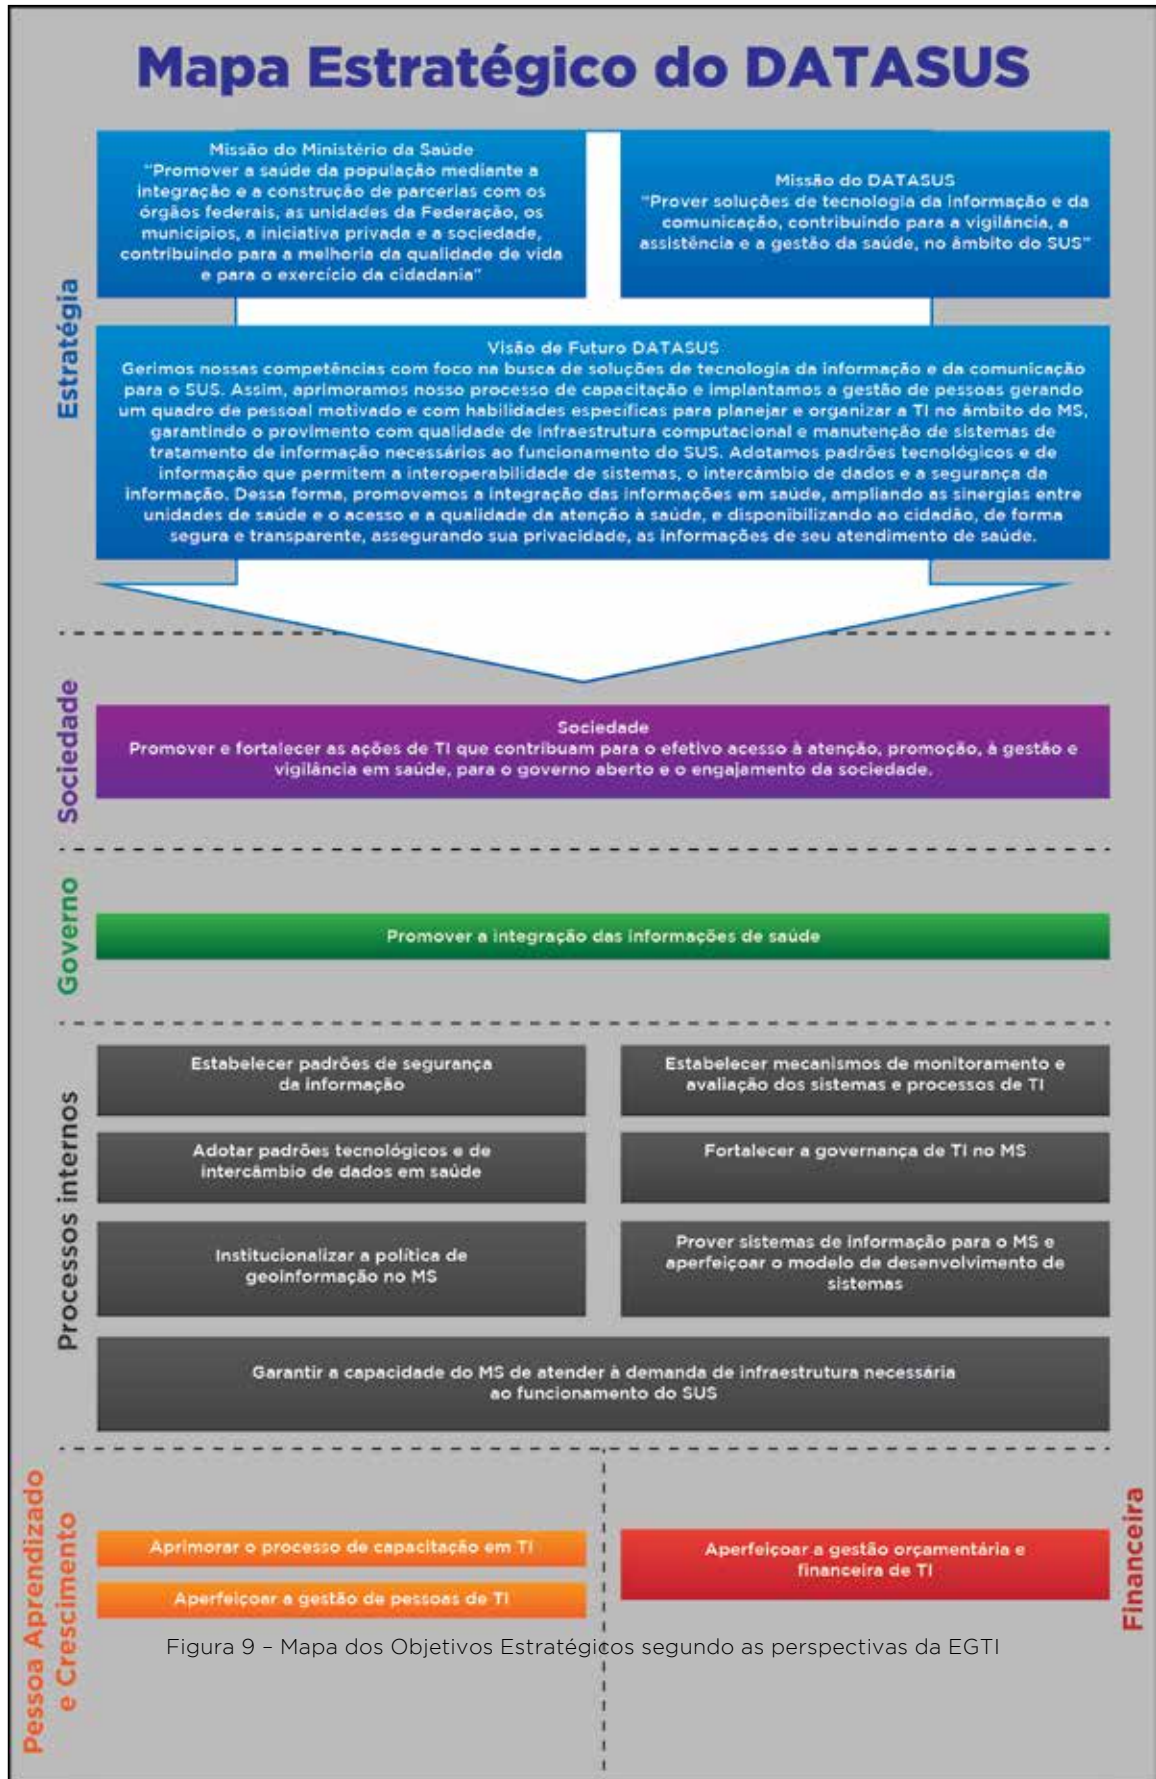 Mapa Estratégico do DATASUS
Estratégia
Missão do Ministério da Saúde
"Promover a saúde da população mediante a
integração e a construção de parcerias com os
órgãos federais, as unidades da Federação, os
municípios, a iniciativa privada e a sociedade,
contribuindo para a melhoria da qualidade de vida
e para o exercício da cidadania"
Missão do DATASUS
"Prover soluções de tecnologia da informação e da
comunicação, contribuindo para a vigilância, a
assistência e a gestão da saúde, no âmbito do SUS"
Visão de Futuro DATASUS
Gerimos nossas competências com foco na busca de soluções de tecnologia da informação e da comunicação
para o SUS. Assim, aprimoramos nosso processo de capacitação e implantamos a gestão de pessoas gerando
um quadro de pessoal motivado e com habilidades específicas para planejar e organizar a TI no âmbito do MS,
garantindo o provimento com qualidade de infraestrutura computacional e manutenção de sistemas de
tratamento de informação necessários ao funcionamento do SUS. Adotamos padrões tecnológicos e de
informação que permitem a interoperabilidade de sistemas, o intercâmbio de dados e a segurança da
informação. Dessa forma, promovemos a integração das informações em saúde, ampliando as sinergias entre
unidades de saúde e o acesso e a qualidade da atenção à saúde, e disponibilizando ao cidadão, de forma
segura e transparente, assegurando sua privacidade, as informações de seu atendimento de saúde.
Sociedade
Sociedade
Promover e fortalecer as ações de TI que contribuam para o efetivo acesso à atenção, promoção, à gestão e
vigilância em saúde, para o governo aberto e o engajamento da sociedade.
Governo
Promover a integração das informações de saúde
Processos internos
Estabelecer padrões de segurança
da informação
Estabelecer mecanismos de monitoramento e
avaliação dos sistemas e processos de TI
Adotar padrões tecnológicos e de
intercâmbio de dados em saúde
Fortalecer a governança de TI no MS
Institucionalizar a política de
geoinformação no MS
Prover sistemas de informação para o MS e
aperfeiçoar o modelo de desenvolvimento de
sistemas
Garantir a capacidade do MS de atender à demanda de infraestrutura necessária
ao funcionamento do SUS
Pessoa Aprendizado
e Crescimento
Aprimorar o processo de capacitação em TI
Aperfeiçoar a gestão de pessoas de TI
Aperfeiçoar a gestão orçamentária e
financeira de TI
Financeira
Figura 9 – Mapa dos Objetivos Estratégicos segundo as perspectivas da EGTI